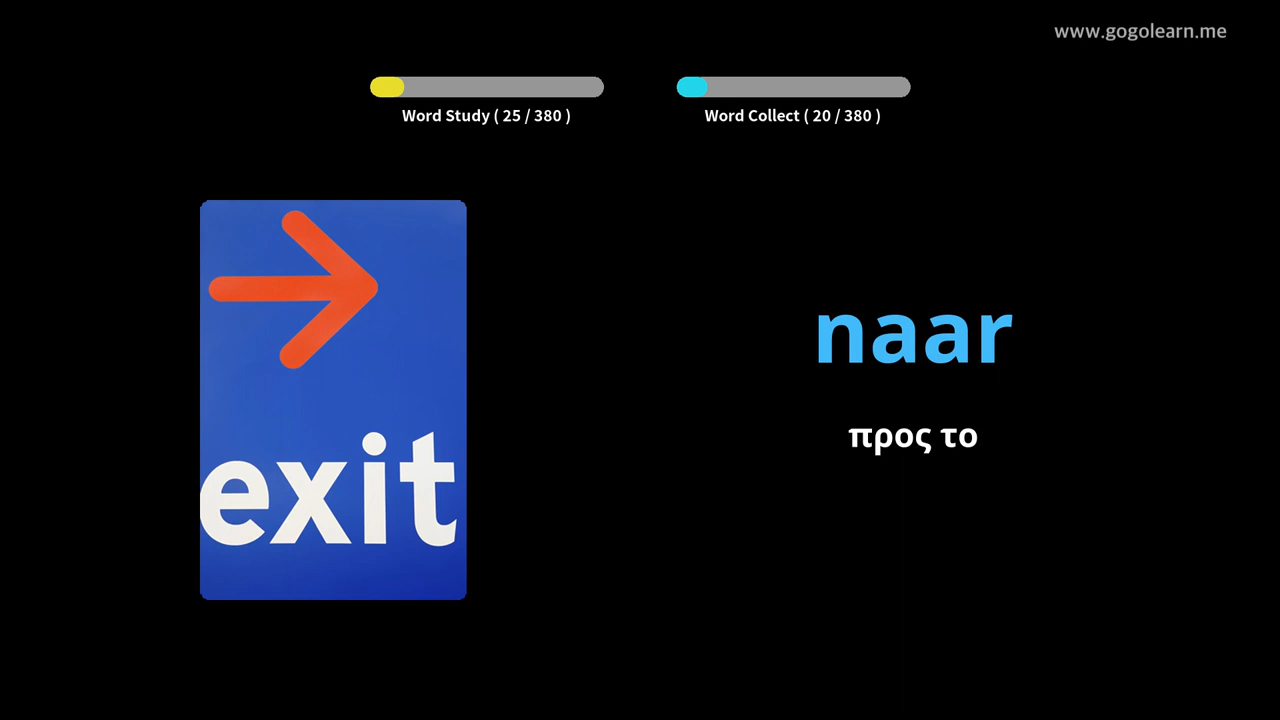 www.gogolearn.me
Word Study ( 25 / 380 )
Word Collect ( 20 / 380 )
exit
naar
προς το